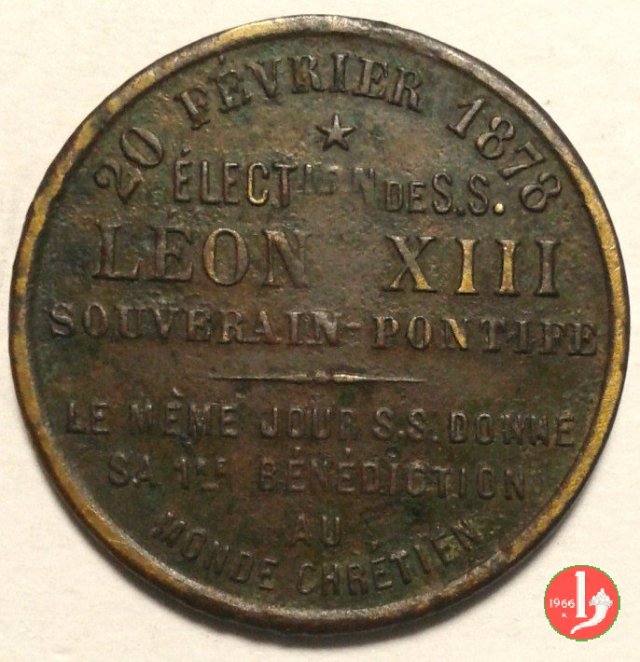 20 FÉVRIER 1878
ÉLECTION DE S.S.
LÉON XIII
SOUVERAIN-PONTIFE
LE MÊME JOUR S.S. DONNE
SA 1RE BÉNÉDICTION
AU
MONDE CHRÉTIEN
1966